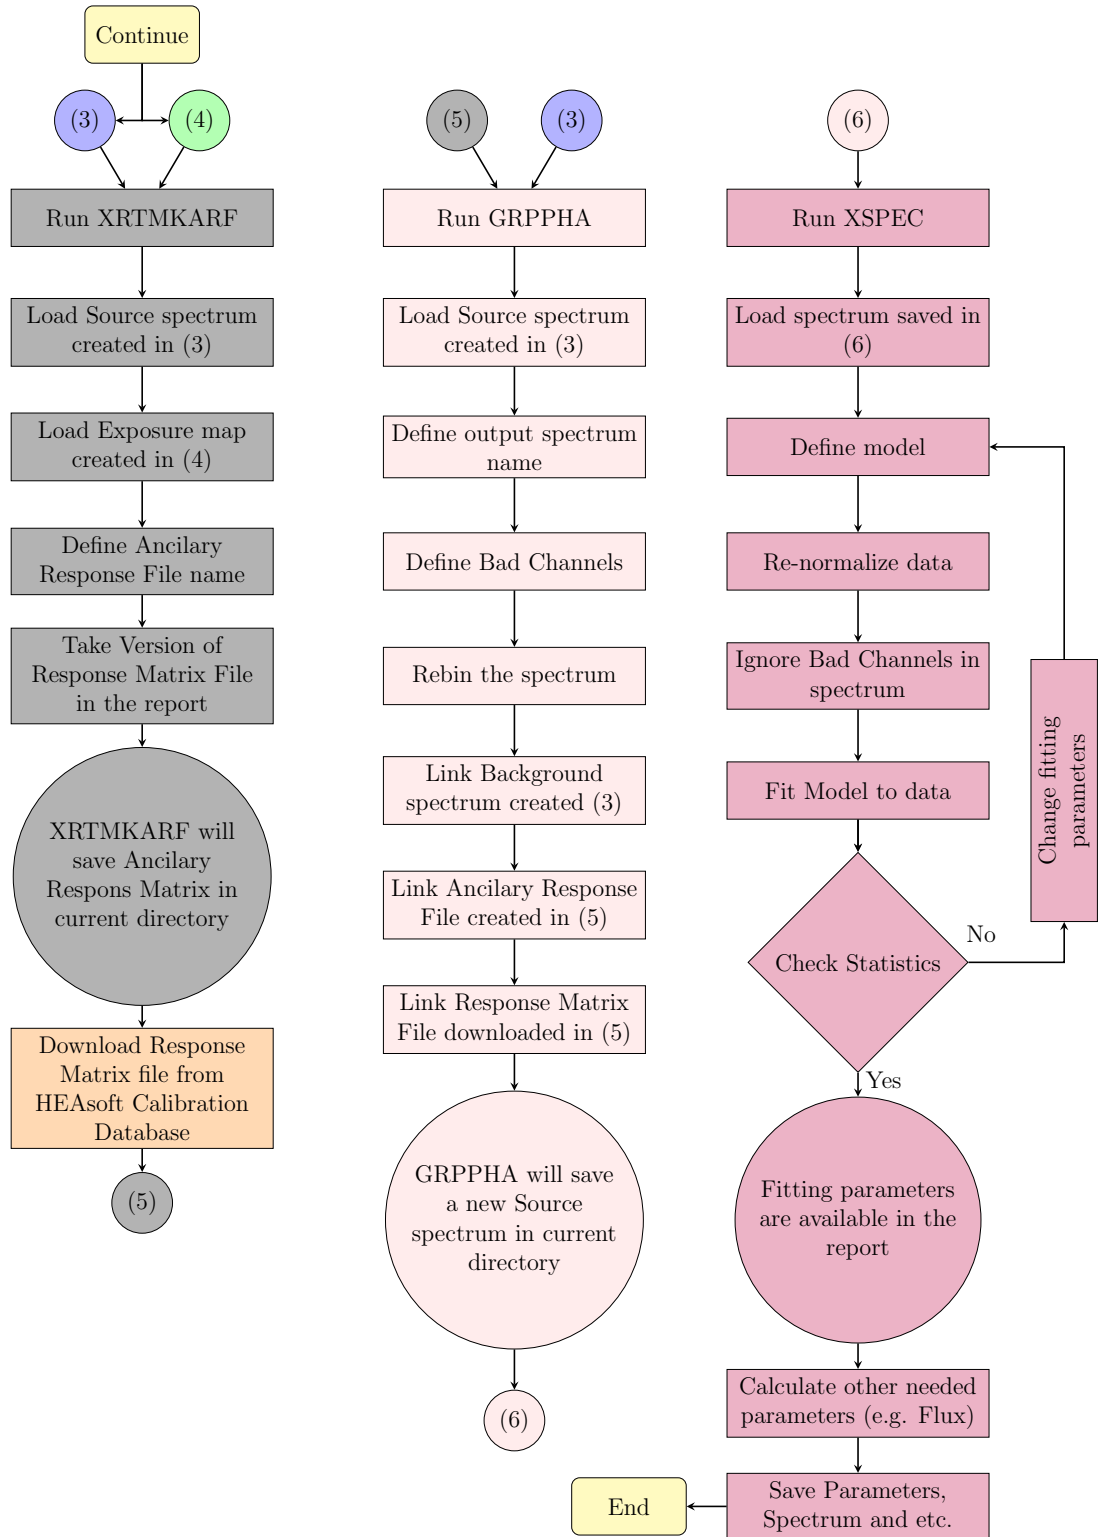 Continue
(3)
(4)
Run XRTMKARF
Load Source spectrum
created in (3)
Load Exposure map
created in (4)
Define Ancilary
Response File name
Take Version of
Response Matrix File
in the report
XRTMKARF will
save Ancilary
Respons Matrix in
current directory
Download Response
Matrix file from
HEAsoft Calibration
Database
(5)
(5)
(3)
Run GRPPHA
Load Source spectrum
created in (3)
Define output spectrum
name
Define Bad Channels
Rebin the spectrum
Link Background
spectrum created (3)
Link Ancilary Response
File created in (5)
Link Response Matrix
File downloaded in (5)
GRPPHA will save
a new Source
spectrum in current
directory
(6)
(6)
Run XSPEC
Load spectrum saved in
(6)
Define model
Re-normalize data
Ignore Bad Channels in
spectrum
Fit Model to data
Check Statistics
No
Change fitting
parameters
Yes
Fitting parameters
are available in the
report
Calculate other needed
parameters (e.g. Flux)
Save Parameters,
Spectrum and etc.
End